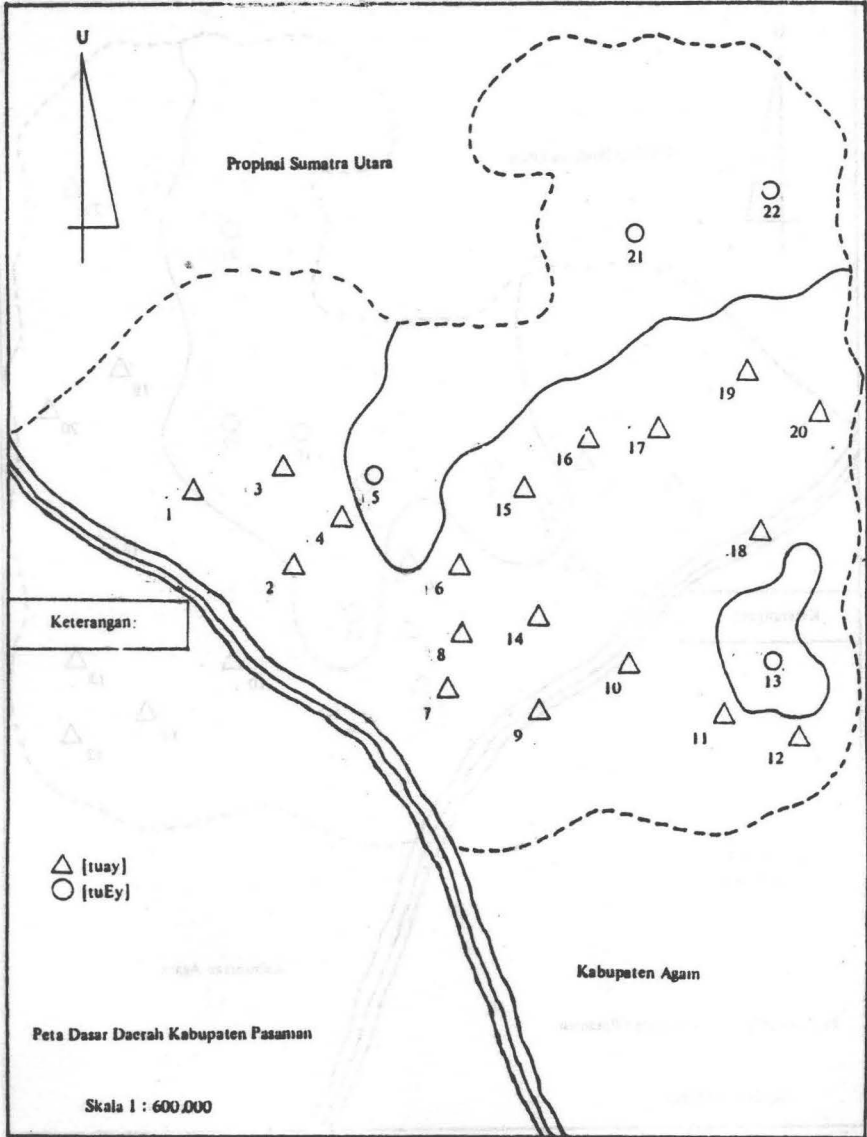 U
Propinsi Sumatra Utara
22
21
19
20
16
17
3
5
15
1
4
18
2
6
Keterangan:
8
14
10
13
7
9
11
12
△ [tuay]
○ [tuEy]
Kabupaten Agam
Peta Dasar Daerah Kabupaten Pasaman
Skala 1 : 600.000